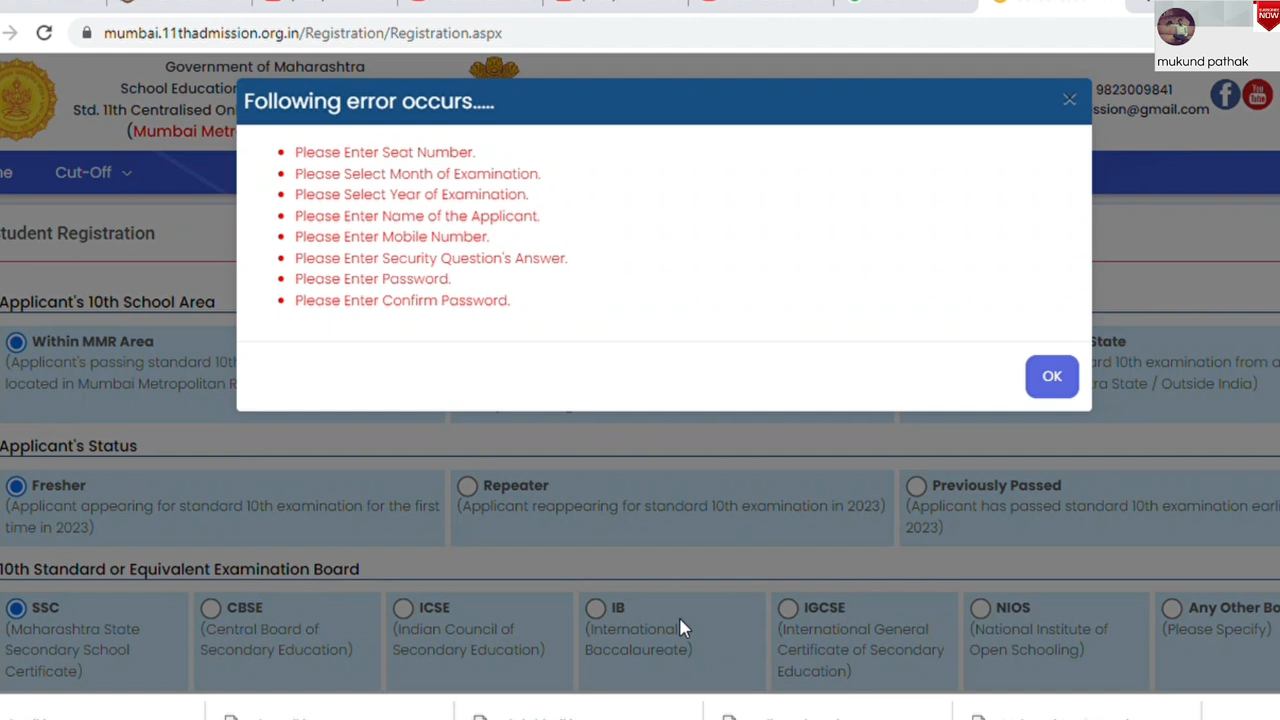 mumbai.11thadmission.org.in/Registration/Registration.aspx
SUBSCRIBE
NOW
mukund pathak
Government of Maharashtra
School Education
Std. 11th Centralised Onl
(Mumbai Metr
9823009841
ssion@gmail.com
You
Tube
Cut-Off
Following error occurs.....
Please Enter Seat Number.
Please Select Month of Examination.
Please Select Year of Examination.
Please Enter Name of the Applicant.
Please Enter Mobile Number.
Please Enter Security Question's Answer.
Please Enter Password.
Please Enter Confirm Password.
OK
tudent Registration
Applicant's 10th School Area
Within MMR Area
(Applicant's passing standard 10th
located in Mumbai Metropolitan R
State
rd 10th examination from a
ra State / Outside India)
Applicant's Status
Fresher
(Applicant appearing for standard 10th examination for the first
time in 2023)
Repeater
(Applicant reappearing for standard 10th examination in 2023)
Previously Passed
(Applicant has passed standard 10th examination earli
2023)
10th Standard or Equivalent Examination Board
SSC
(Maharashtra State
Secondary School
Certificate)
CBSE
(Central Board of
Secondary Education)
ICSE
(Indian Council of
Secondary Education)
IB
(International
Baccalaureate)
IGCSE
(International General
Certificate of Secondary
Education)
NIOS
(National Institute of
Open Schooling)
Any Other Bo
(Please Specify)